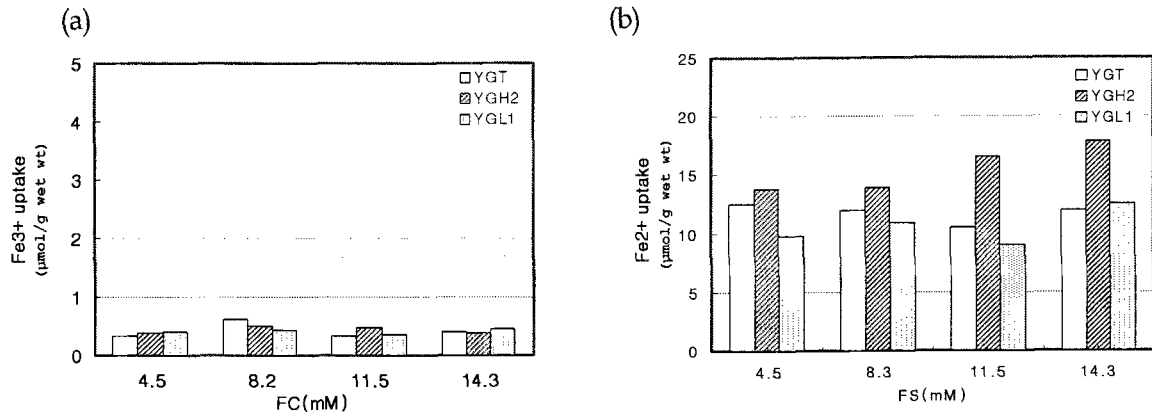 (a)
5
4
3
2
1
0
Fe3+ uptake
(μmol/g wet wt)
YGT
YGH2
YGL1
4.5 8.2 11.5 14.3
FC(mM)
(b)
25
20
15
10
5
0
Fe2+ uptake
(μmol/g wet wt)
YGT
YGH2
YGL1
4.5 8.3 11.5 14.3
FS(mM)